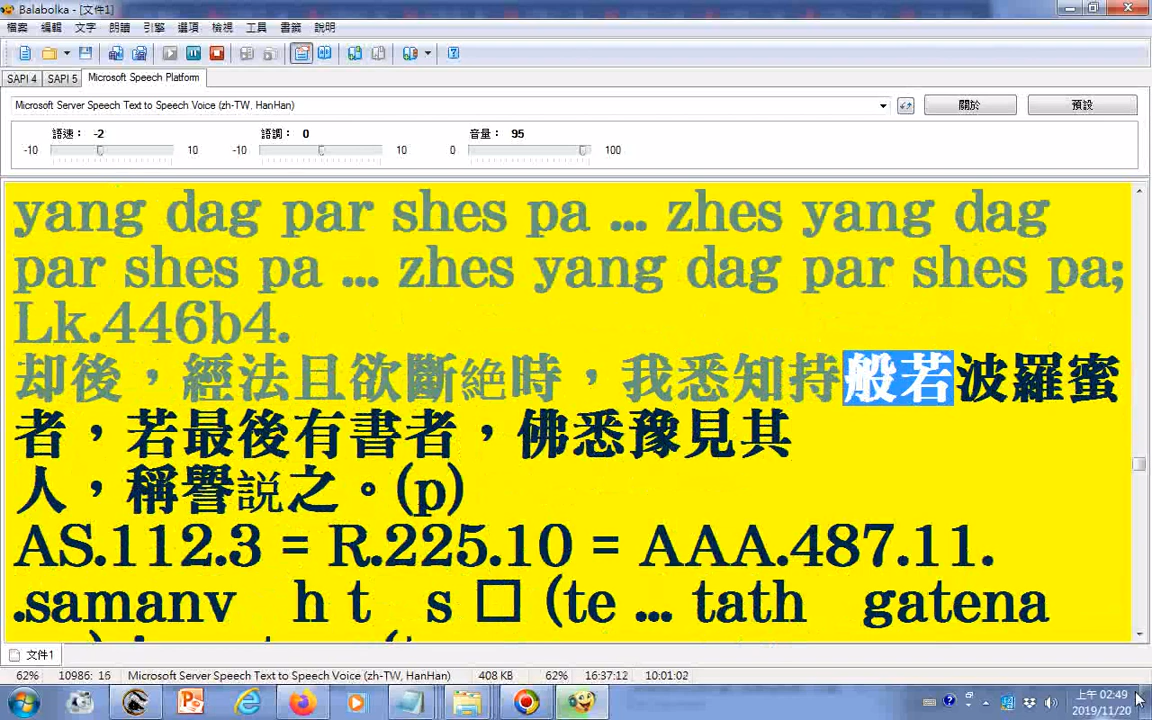 Balabolka - [文件1]
檔案 編輯 文字 朗讀 引擎 選項 檢視 工具 書籤 說明
SAPI 4 SAPI 5 Microsoft Speech Platform
Microsoft Server Speech Text to Speech Voice (zh-TW, HanHan) 關於 預設
語速： -2 語調： 0 音量： 95
-10 10 -10 10 0 100
yang dag par shes pa ... zhes yang dag
par shes pa ... zhes yang dag par shes pa;
Lk.446b4.
却後，經法且欲斷絶時，我悉知持般若波羅蜜
者，若最後有書者，佛悉豫見其
人，稱譽説之。(p)
AS.112.3 = R.225.10 = AAA.487.11.
.samanv h t s □ (te ... tath gatena
文件1
62% 10986: 16 Microsoft Server Speech Text to Speech Voice (zh-TW, HanHan) 408 KB 62% 16:37:12 10:01:02
上午 02:49
2019/11/20